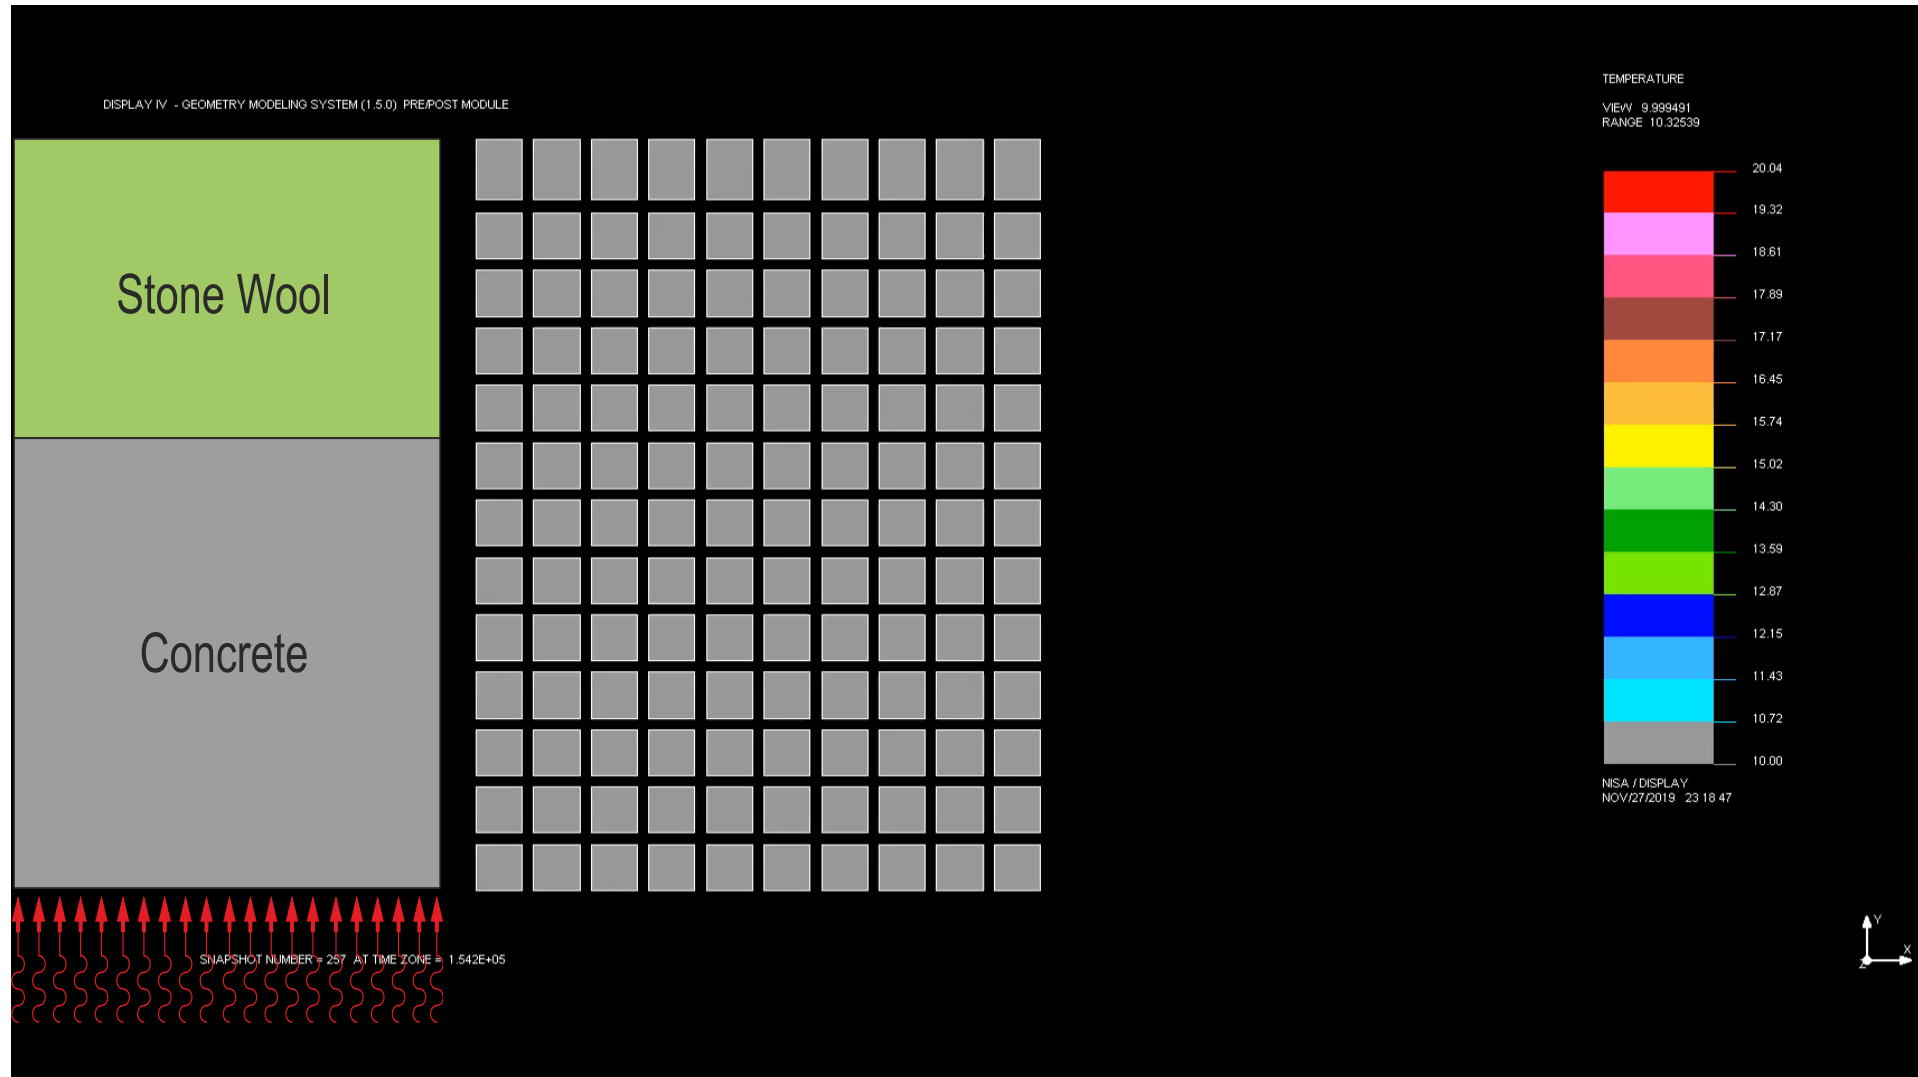 TEMPERATURE
VIEW 9.999491
RANGE 10.32539
DISPLAY IV - GEOMETRY MODELING SYSTEM (1.5.0) PRE/POST MODULE
20.04
19.32
18.61
17.89
17.17
16.45
15.74
15.02
14.30
13.59
12.87
12.15
11.43
10.72
10.00
Stone Wool
Concrete
NISA / DISPLAY
NOV/27/2019 23 18 47
SNAPSHOT NUMBER = 257 AT TIME ZONE = 1.542E+05
Y
X
Z